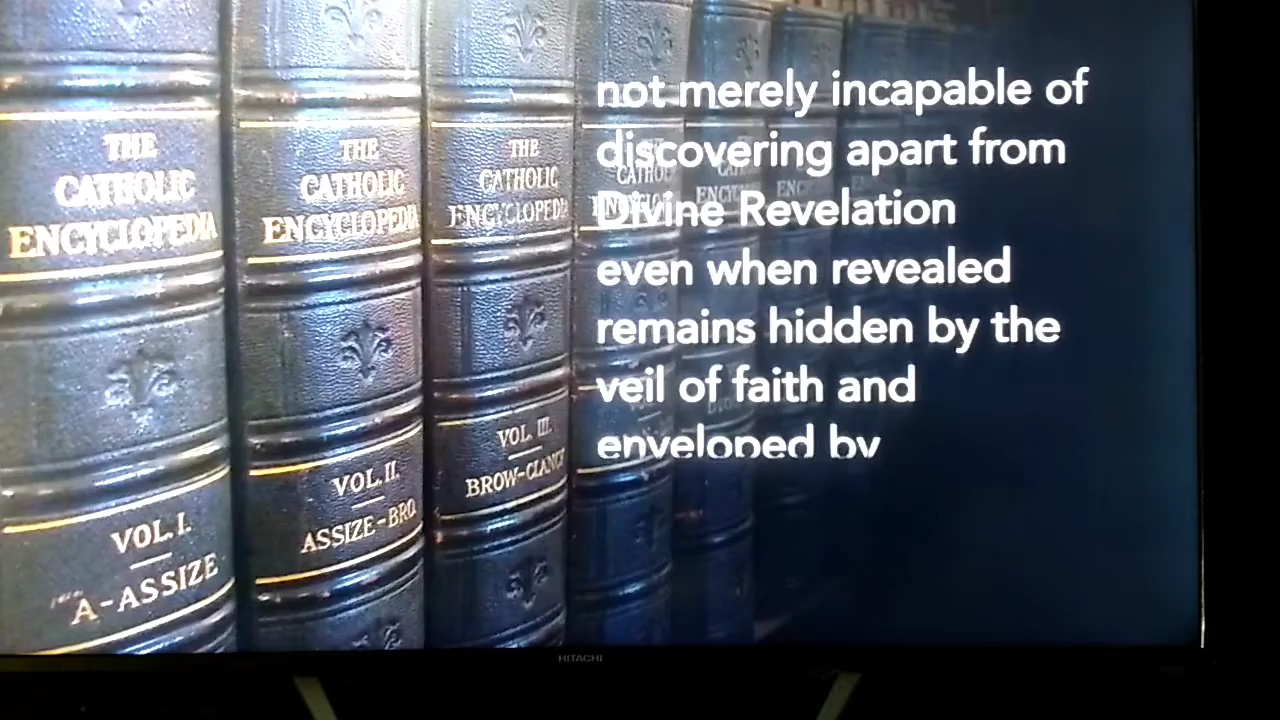 THE
CATHOLIC
ENCYCLOPEDIA
VOL. I.
A-ASSIZE
THE
CATHOLIC
ENCYCLOPEDIA
VOL. II.
ASSIZE-BRO.
THE
CATHOLIC
ENCYCLOPEDIA
VOL. III.
BROW-CLANCY
not merely incapable of
discovering apart from
Divine Revelation
even when revealed
remains hidden by the
veil of faith and
enveloped by
HITACHI